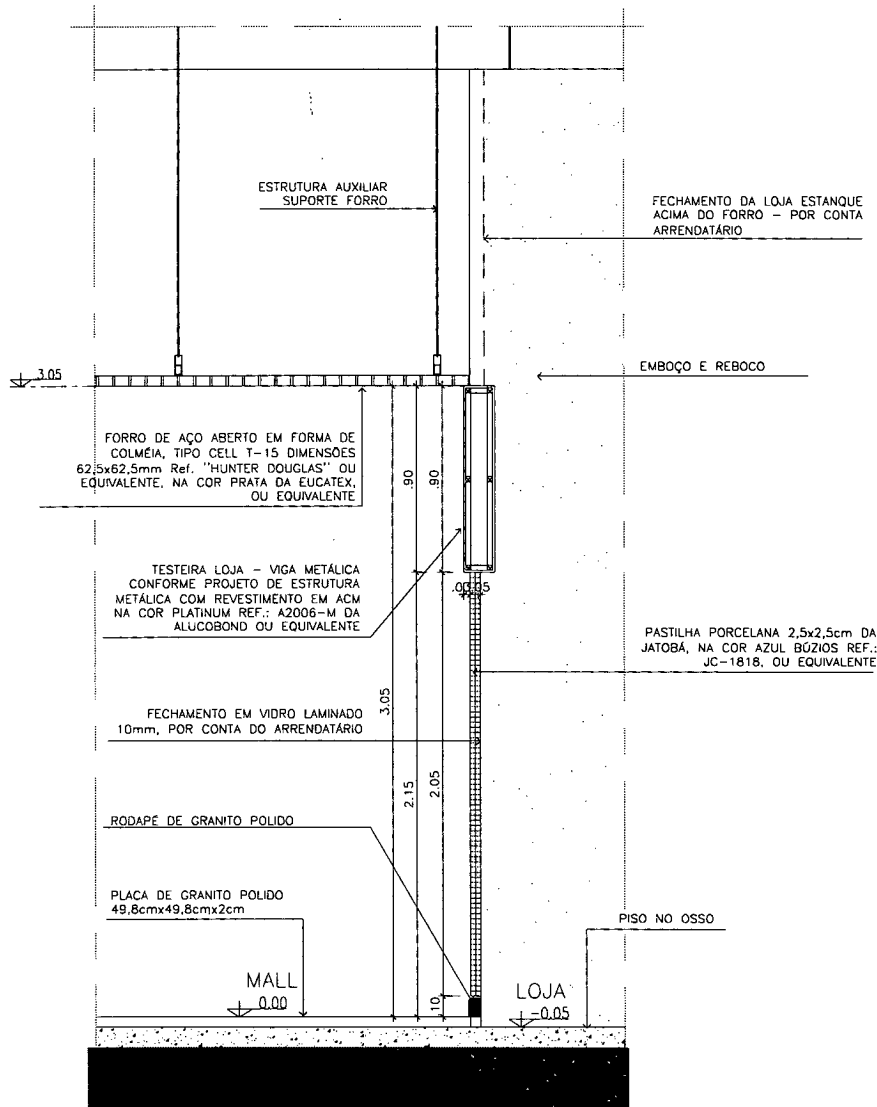 ESTRUTURA AUXILIAR
SUPORTE FORRO
FECHAMENTO DA LOJA ESTANQUE
ACIMA DO FORRO – POR CONTA
ARRENDATÁRIO
3.05
EMBOÇO E REBOCO
FORRO DE AÇO ABERTO EM FORMA DE
COLMÉIA, TIPO CELL T-15 DIMENSÕES
62,5x62,5mm Ref. "HUNTER DOUGLAS" OU
EQUIVALENTE, NA COR PRATA DA EUCATEX,
OU EQUIVALENTE
.90
.90
TESTEIRA LOJA – VIGA METÁLICA
CONFORME PROJETO DE ESTRUTURA
METÁLICA COM REVESTIMENTO EM ACM
NA COR PLATINUM REF.: A2006-M DA
ALUCOBOND OU EQUIVALENTE
.05
PASTILHA PORCELANA 2,5x2,5cm DA
JATOBÁ, NA COR AZUL BÚZIOS REF.:
JC-1818, OU EQUIVALENTE
3.05
FECHAMENTO EM VIDRO LAMINADO
10mm, POR CONTA DO ARRENDATÁRIO
2.15
2.05
RODAPÉ DE GRANITO POLIDO
PLACA DE GRANITO POLIDO
49,8cmx49,8cmx2cm
PISO NO OSSO
MALL
0.00
.10
LOJA
-0.05